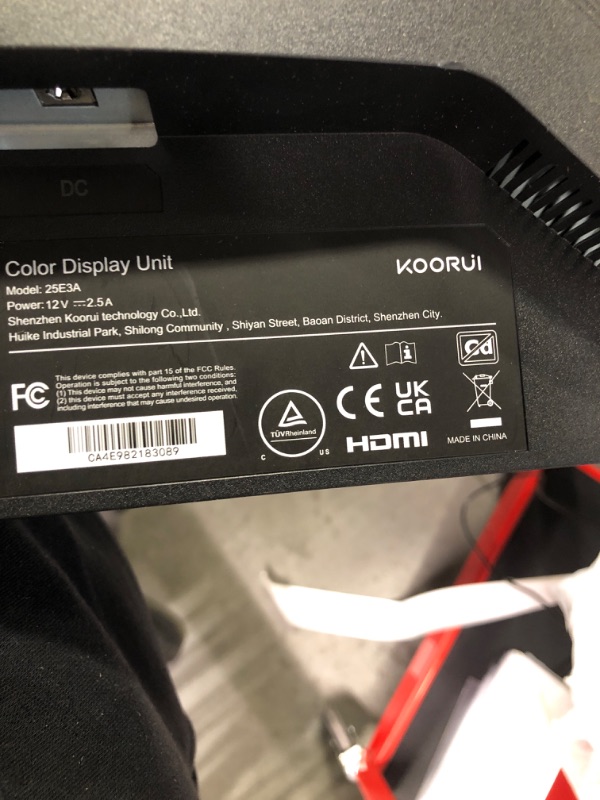 DC
Color Display Unit
KOORUi
Model: 25E3A
Power: 12V ⎓ 2.5A
Shenzhen Koorui technology Co.,Ltd.
Huike Industrial Park, Shilong Community , Shiyan Street, Baoan District, Shenzhen City.
FC
This device complies with part 15 of the FCC Rules.
Operation is subject to the following two conditions:
(1) This device may not cause harmful interference, and
(2) this device must accept any interference received,
including interference that may cause undesired operation.
CA4E982183089
TÜVRheinland
C US
CE
UK
CA
HDMI
Cd
MADE IN CHINA